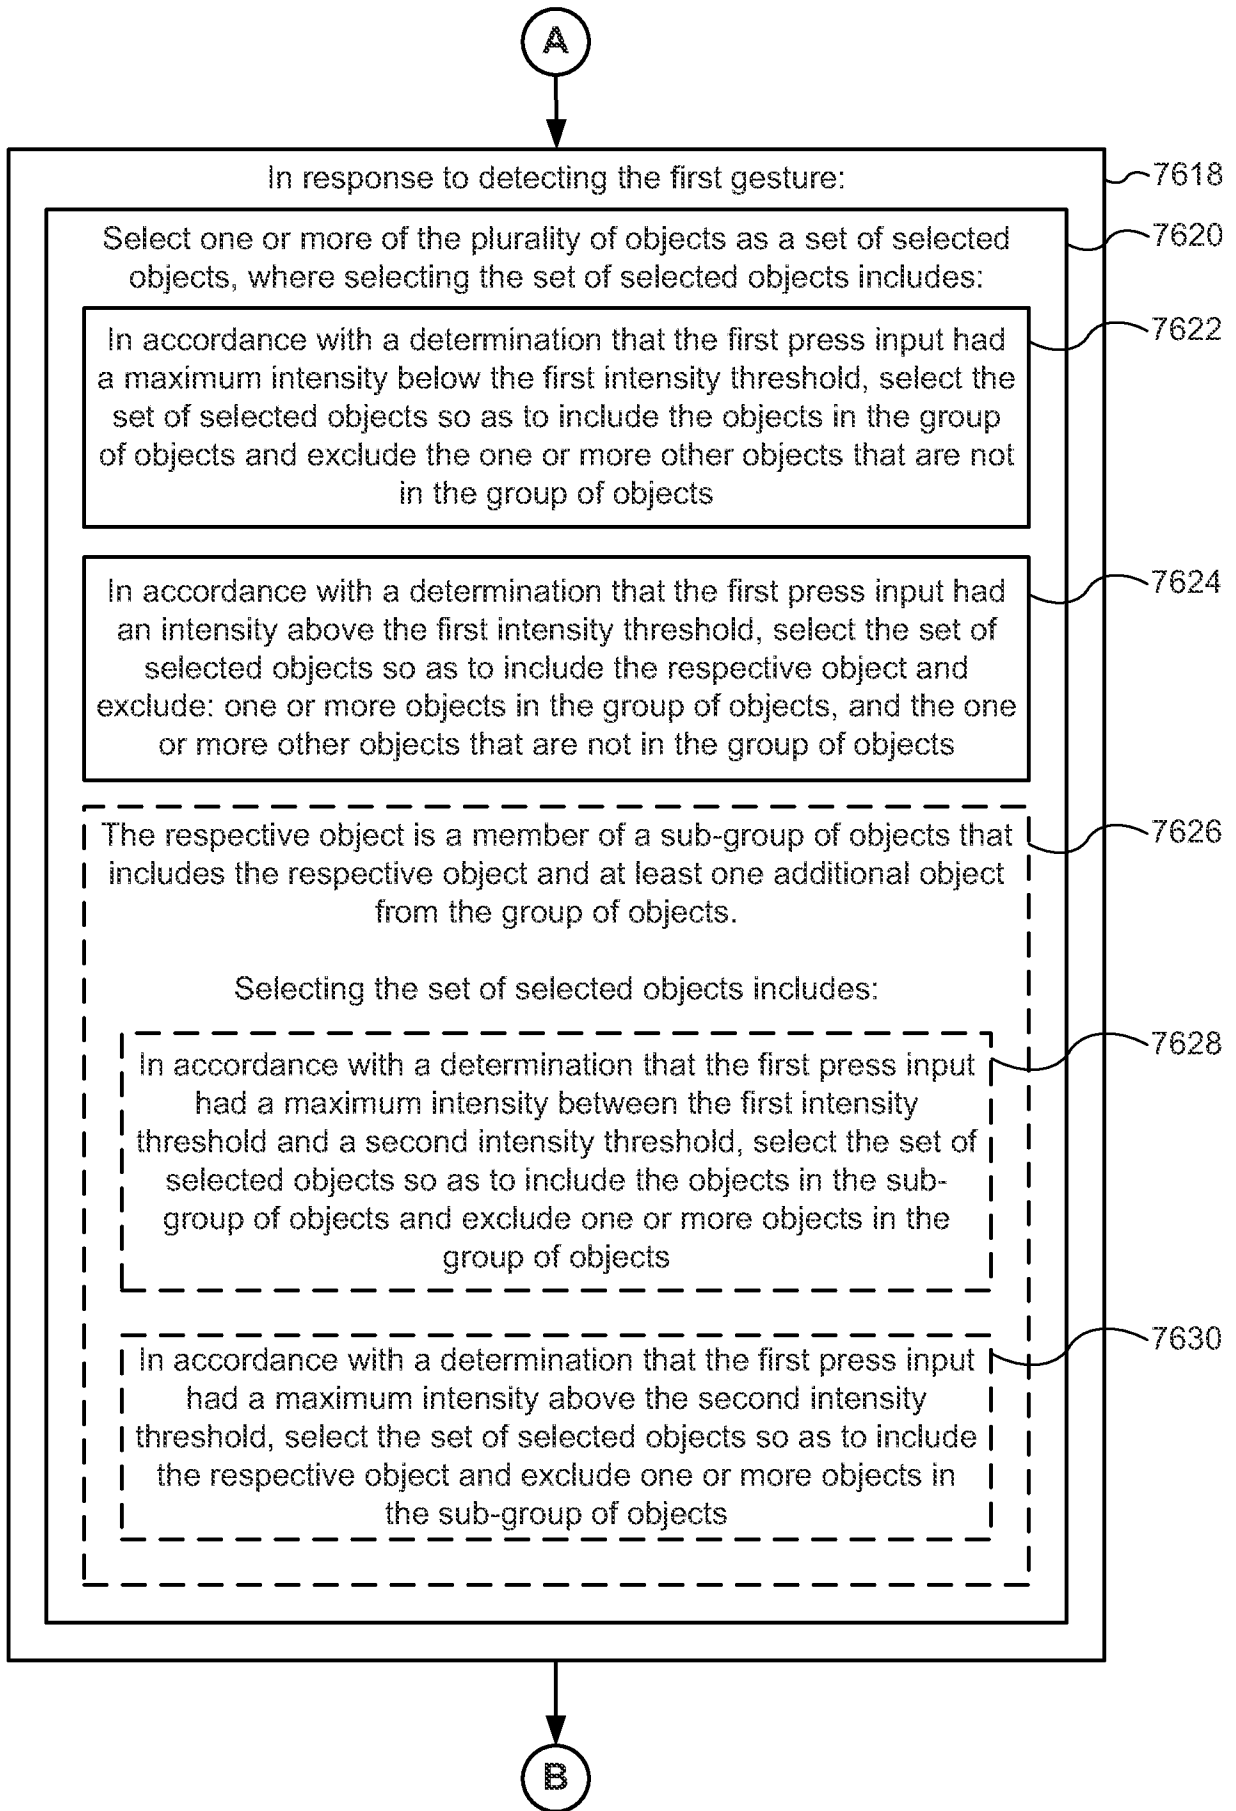 A
In response to detecting the first gesture:
7618
Select one or more of the plurality of objects as a set of selected
objects, where selecting the set of selected objects includes:
7620
In accordance with a determination that the first press input had
a maximum intensity below the first intensity threshold, select the
set of selected objects so as to include the objects in the group
of objects and exclude the one or more other objects that are not
in the group of objects
7622
In accordance with a determination that the first press input had
an intensity above the first intensity threshold, select the set of
selected objects so as to include the respective object and
exclude: one or more objects in the group of objects, and the one
or more other objects that are not in the group of objects
7624
The respective object is a member of a sub-group of objects that
includes the respective object and at least one additional object
from the group of objects.
7626
Selecting the set of selected objects includes:
In accordance with a determination that the first press input
had a maximum intensity between the first intensity
threshold and a second intensity threshold, select the set of
selected objects so as to include the objects in the sub-
group of objects and exclude one or more objects in the
group of objects
7628
In accordance with a determination that the first press input
had a maximum intensity above the second intensity
threshold, select the set of selected objects so as to include
the respective object and exclude one or more objects in
the sub-group of objects
7630
B